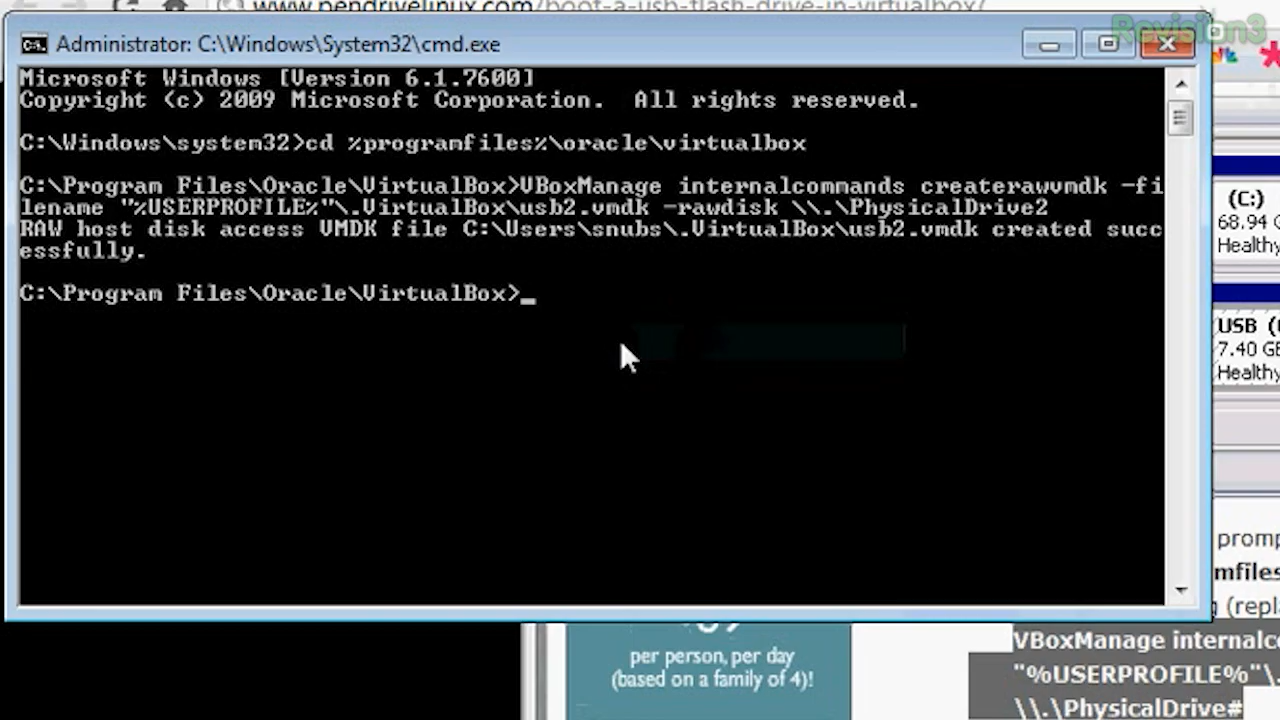 www.pendrivelinux.com/boot-a-usb-flash-drive-in-virtualbox/
Revision3
Administrator: C:\Windows\System32\cmd.exe
Microsoft Windows [Version 6.1.7600]
Copyright (c) 2009 Microsoft Corporation.  All rights reserved.
C:\Windows\system32>cd %programfiles%\oracle\virtualbox
C:\Program Files\Oracle\VirtualBox>VBoxManage internalcommands createrawvmdk -fi
lename "%USERPROFILE%"\.VirtualBox\usb2.vmdk -rawdisk \\.\PhysicalDrive2
RAW host disk access VMDK file C:\Users\snubs\.VirtualBox\usb2.vmdk created succ
essfully.
C:\Program Files\Oracle\VirtualBox>_
(C:)
68.94 G
Healthy
USB (
7.40 GB
Healthy
promp
mfiles
(repla
VBoxManage internalco
"%USERPROFILE%"\.
\\.\PhysicalDrive#
per person, per day
(based on a family of 4)!